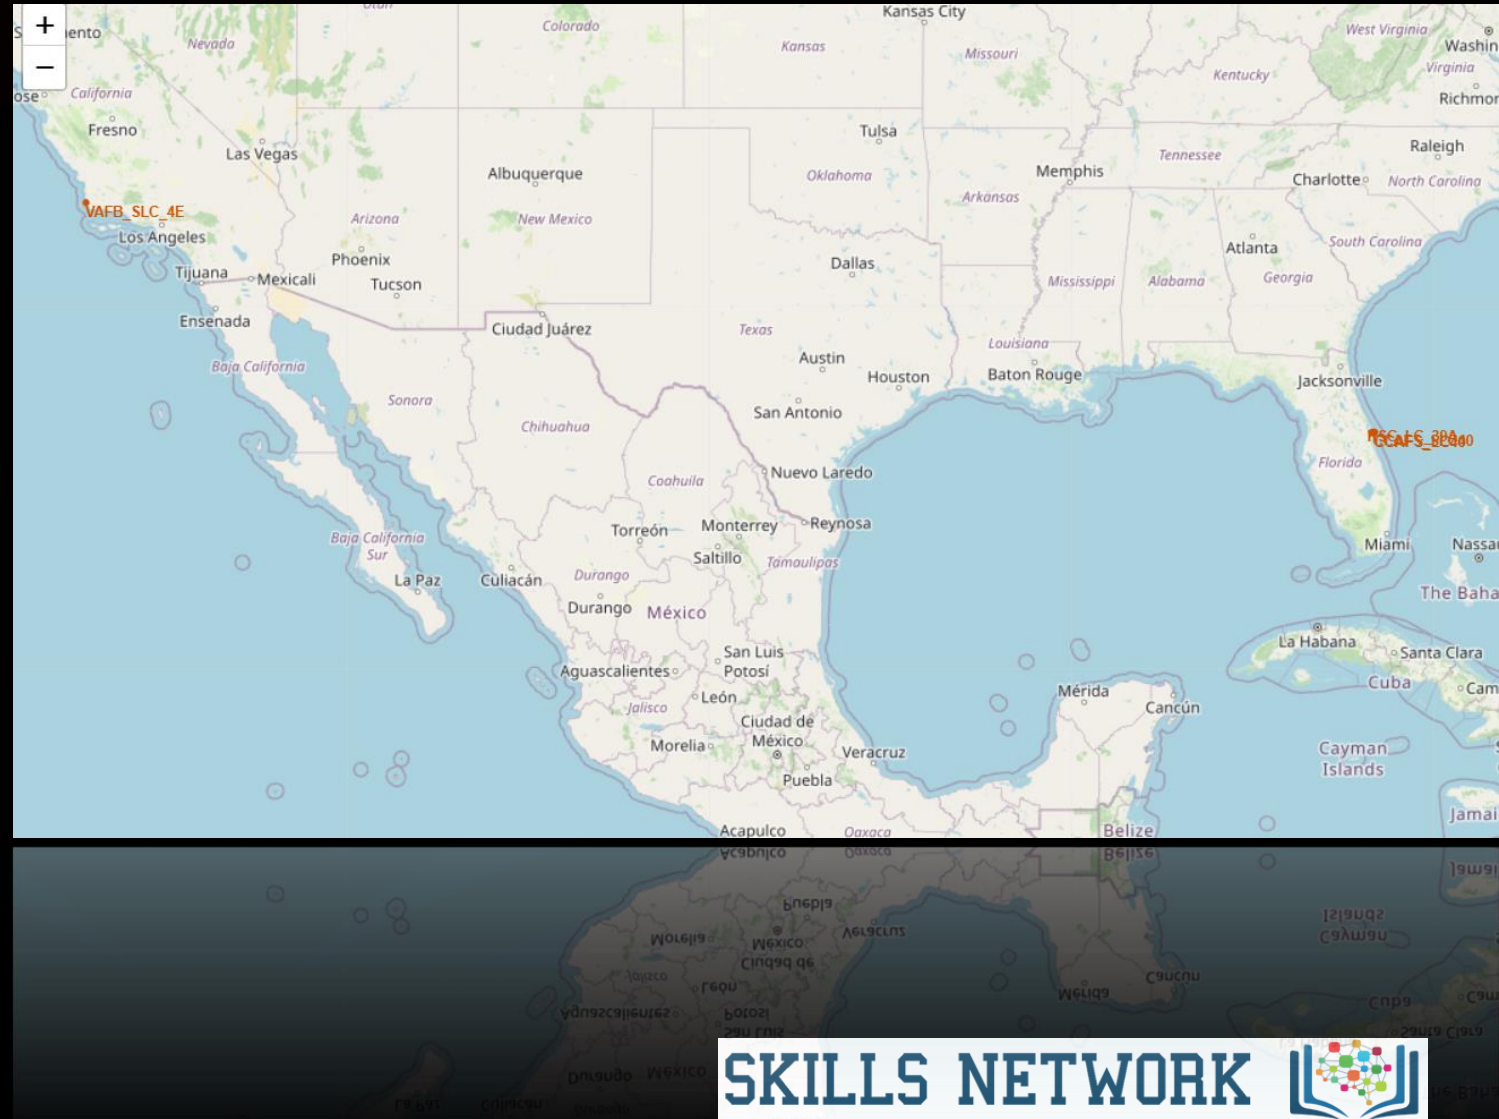 Utah
Colorado
Kansas City
West Virginia
+
ento
Nevada
Kansas
Missouri
Washin
−
Kentucky
Virginia
ose
California
Richmor
Fresno
Tulsa
Las Vegas
Raleigh
Tennessee
Albuquerque
Oklahoma
Memphis
Charlotte
North Carolina
Arkansas
VAFB_SLC_4E
Arizona
New Mexico
Los Angeles
Atlanta
South Carolina
Phoenix
Dallas
Tijuana
Mexicali
Tucson
Mississippi
Alabama
Georgia
Ensenada
Ciudad Juárez
Texas
Louisiana
Austin
Baja California
Houston
Baton Rouge
Jacksonville
Sonora
San Antonio
Chihuahua
Florida
Nuevo Laredo
Coahuila
Torreón
Monterrey
Reynosa
Baja California
Sur
Saltillo
Tamaulipas
Miami
Nassau
La Paz
Culiacán
Durango
The Baha
Durango
México
La Habana
San Luis
Potosí
Santa Clara
Aguascalientes
Cuba
León
Mérida
Cam
Jalisco
Cancún
Ciudad de
México
Morelia
Veracruz
Cayman
Islands
Puebla
Jamai
Acapulco
Oaxaca
Belize
SKILLS NETWORK